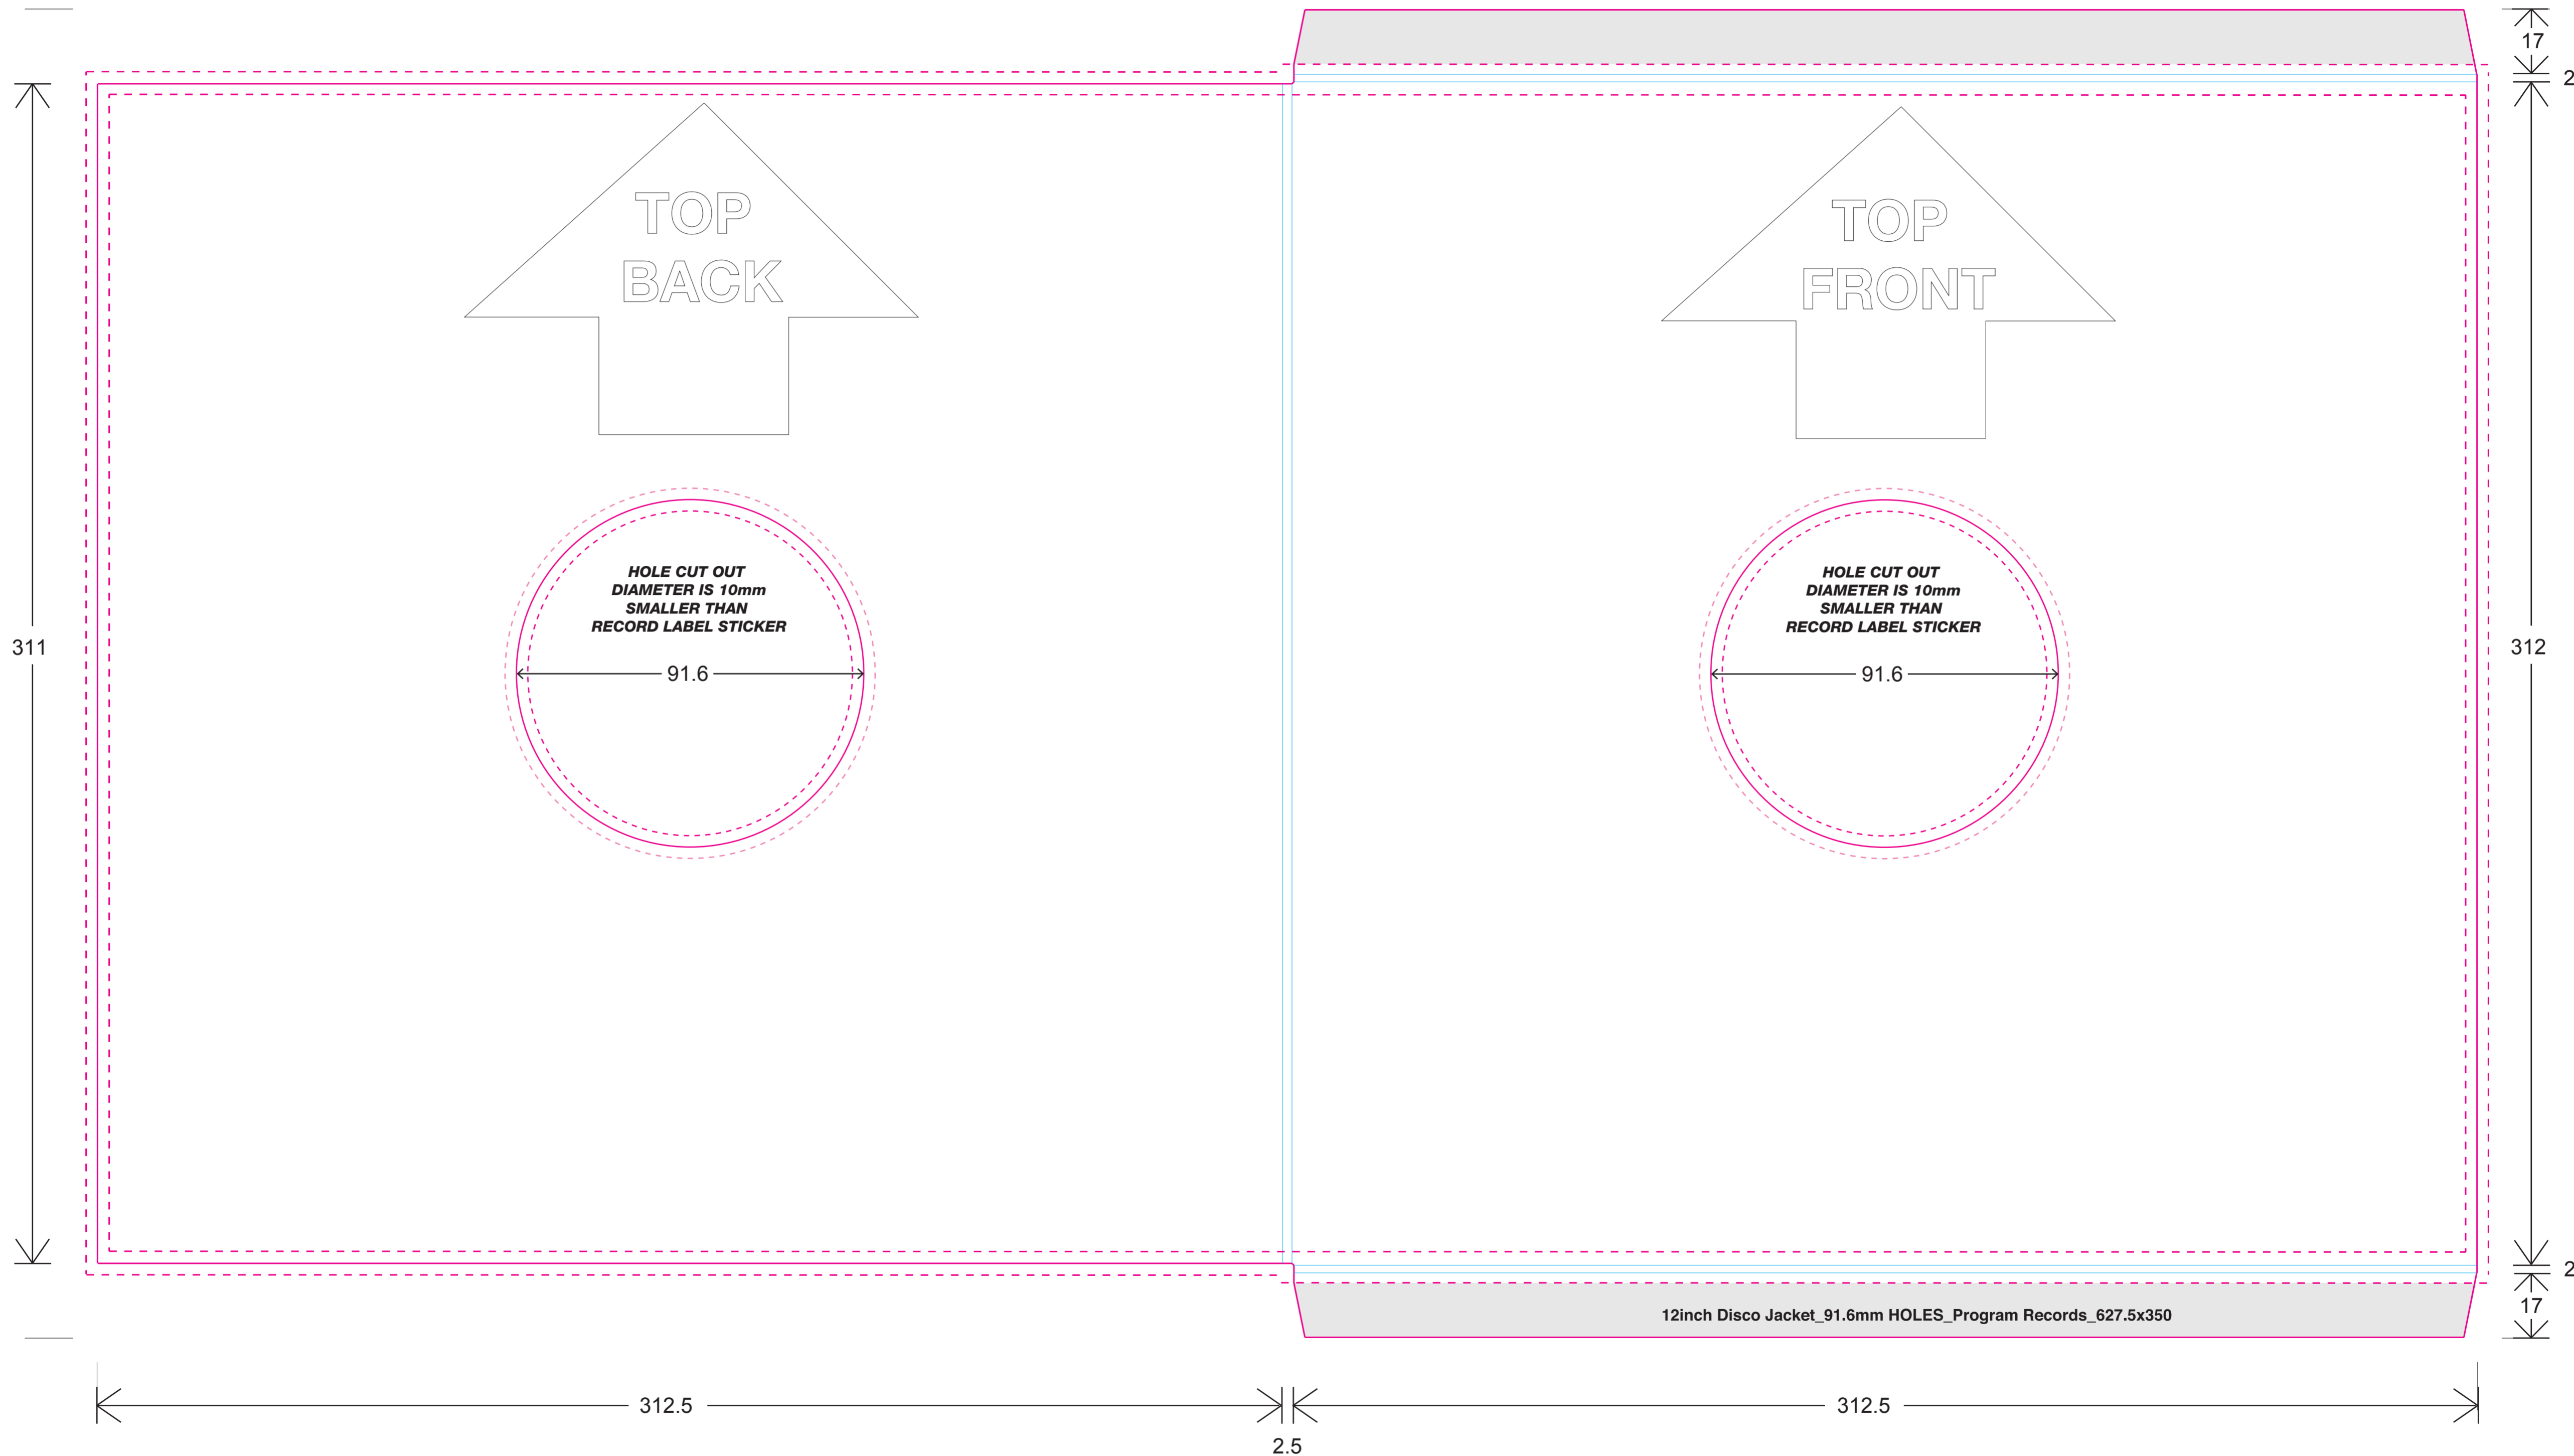 17
2
TOP
BACK
TOP
FRONT
HOLE CUT OUT
DIAMETER IS 10mm
SMALLER THAN
RECORD LABEL STICKER
91.6
HOLE CUT OUT
DIAMETER IS 10mm
SMALLER THAN
RECORD LABEL STICKER
91.6
311
312
2
17
12inch Disco Jacket_91.6mm HOLES_Program Records_627.5x350
312.5
2.5
312.5